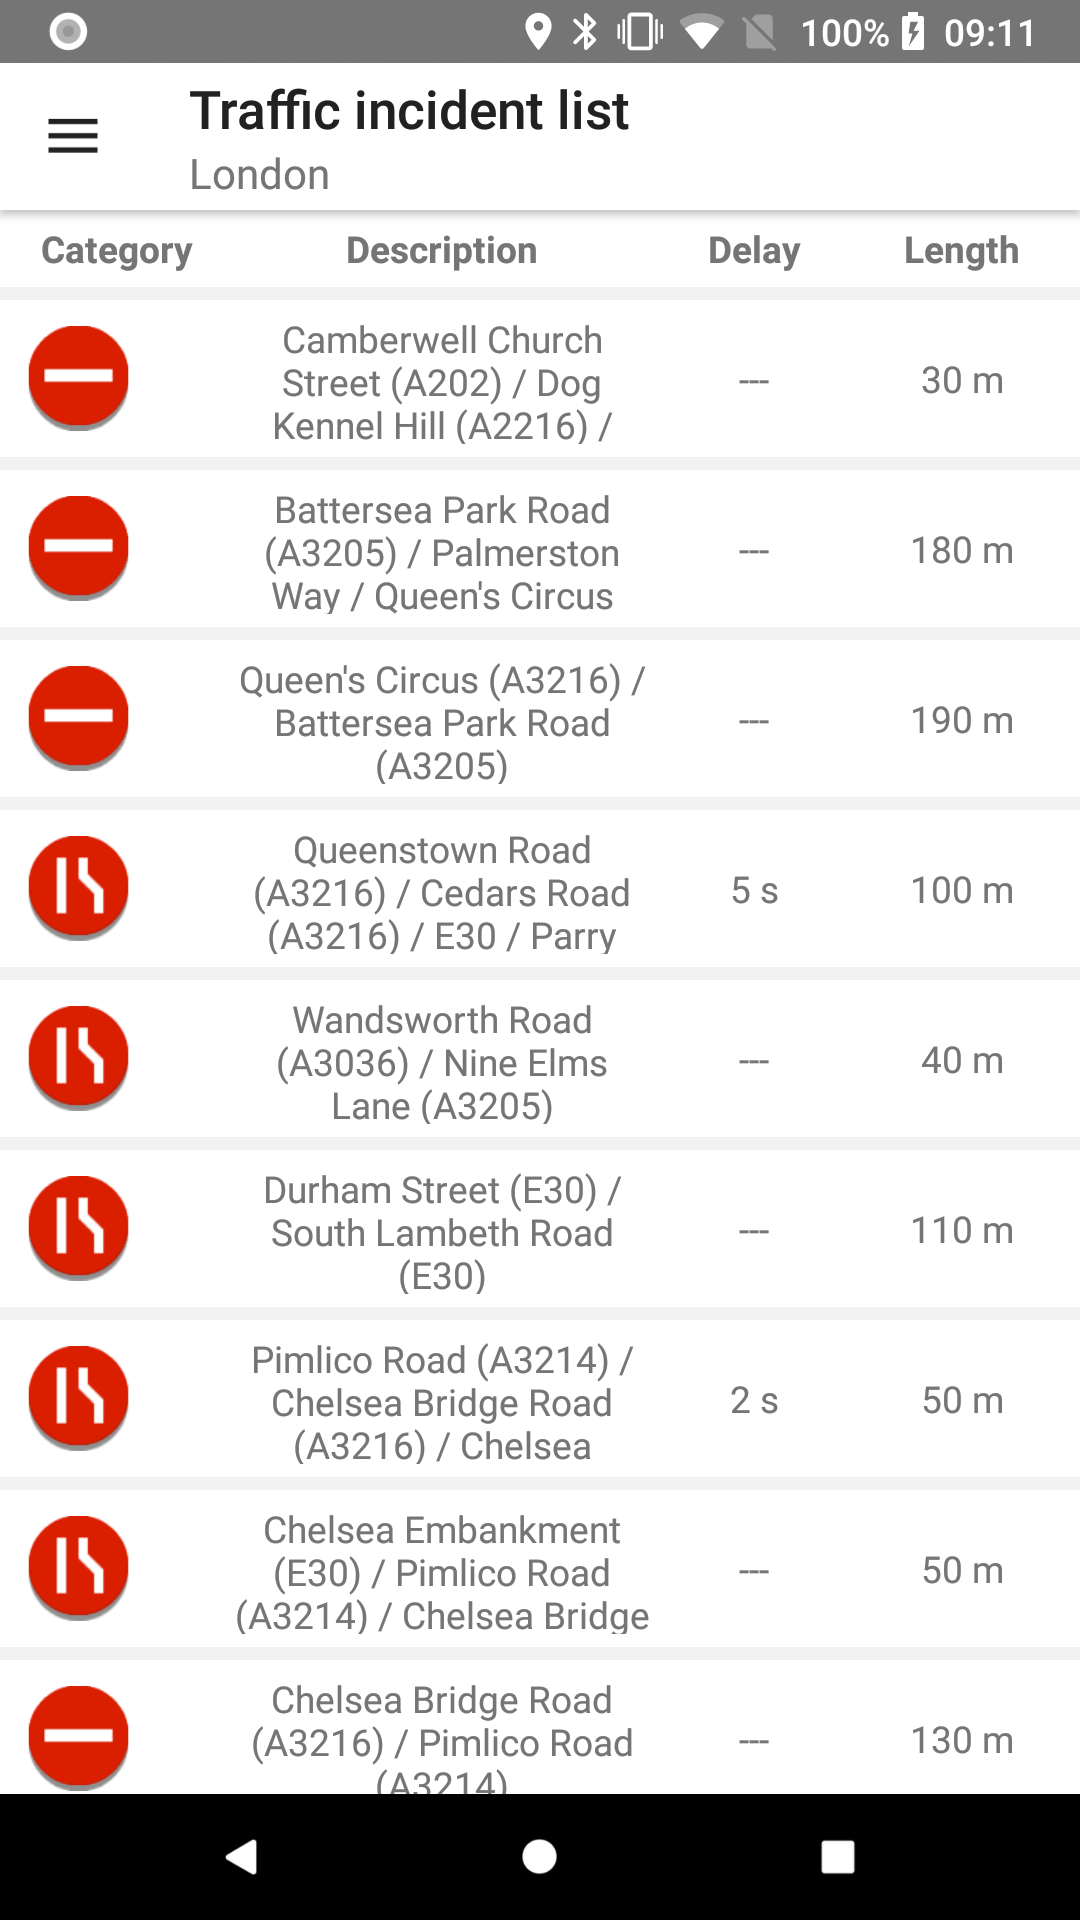 100% 09:11
Traffic incident list
London
Category Description Delay Length
Camberwell Church
Street (A202) / Dog
Kennel Hill (A2216) /
--- 30 m
Battersea Park Road
(A3205) / Palmerston
Way / Queen's Circus
--- 180 m
Queen's Circus (A3216) /
Battersea Park Road
(A3205)
--- 190 m
Queenstown Road
(A3216) / Cedars Road
(A3216) / E30 / Parry
5 s 100 m
Wandsworth Road
(A3036) / Nine Elms
Lane (A3205)
--- 40 m
Durham Street (E30) /
South Lambeth Road
(E30)
--- 110 m
Pimlico Road (A3214) /
Chelsea Bridge Road
(A3216) / Chelsea
2 s 50 m
Chelsea Embankment
(E30) / Pimlico Road
(A3214) / Chelsea Bridge
--- 50 m
Chelsea Bridge Road
(A3216) / Pimlico Road
(A3214)
--- 130 m